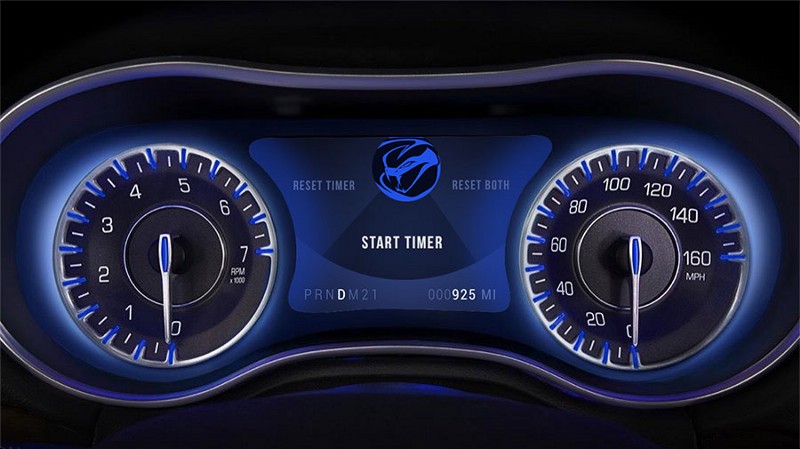 RESET TIMER
RESET BOTH
START TIMER
PRNDM21
000925 MI
0
1
2
3
4
5
6
7
RPM
x1000
0
20
40
60
80
100
120
140
160
MPH